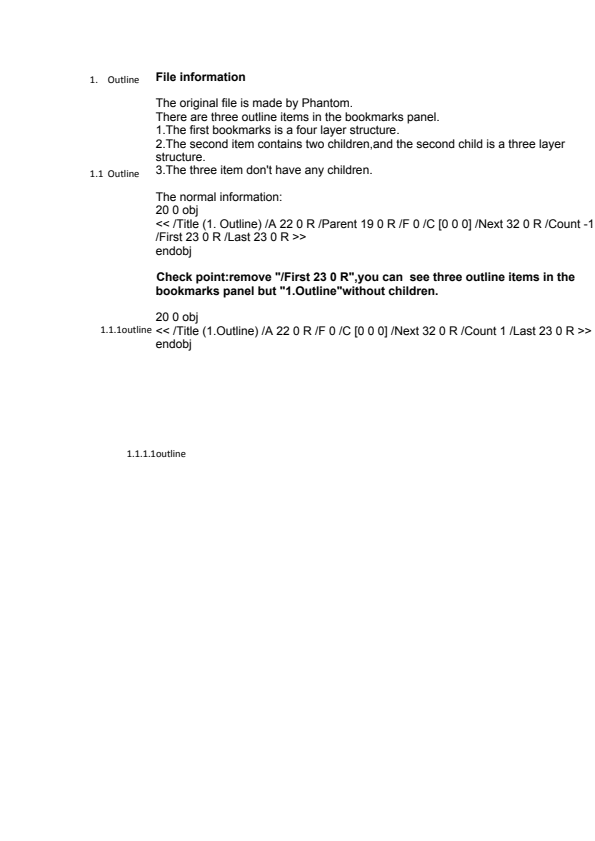 1. Outline
File information
The original file is made by Phantom.
There are three outline items in the bookmarks panel.
1.The first bookmarks is a four layer structure.
2.The second item contains two children,and the second child is a three layer
structure.
1.1 Outline
3.The three item don't have any children.
The normal information:
20 0 obj
<< /Title (1. Outline) /A 22 0 R /Parent 19 0 R /F 0 /C [0 0 0] /Next 32 0 R /Count -1
/First 23 0 R /Last 23 0 R >>
endobj
Check point:remove "/First 23 0 R",you can see three outline items in the
bookmarks panel but "1.Outline"without children.
20 0 obj
1.1.1outline
<< /Title (1.Outline) /A 22 0 R /F 0 /C [0 0 0] /Next 32 0 R /Count 1 /Last 23 0 R >>
endobj
1.1.1.1outline